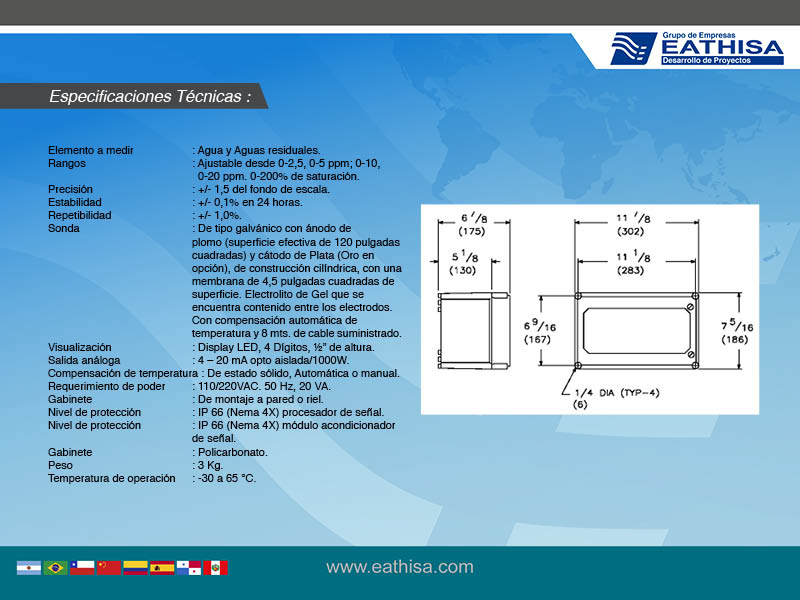 Grupo de Empresas
EATHISA
Desarrollo de Proyectos
Especificaciones Técnicas :
Elemento a medir : Agua y Aguas residuales.
Rangos : Ajustable desde 0-2,5, 0-5 ppm; 0-10,
0-20 ppm. 0-200% de saturación.
Precisión : +/- 1,5 del fondo de escala.
Estabilidad : +/- 0,1% en 24 horas.
Repetibilidad : +/- 1,0%.
Sonda : De tipo galvánico con ánodo de
plomo (superficie efectiva de 120 pulgadas
cuadradas) y cátodo de Plata (Oro en
opción), de construcción cilíndrica, con una
membrana de 4,5 pulgadas cuadradas de
superficie. Electrolito de Gel que se
encuentra contenido entre los electrodos.
Con compensación automática de
temperatura y 8 mts. de cable suministrado.
Visualización : Display LED, 4 Dígitos, ½” de altura.
Salida análoga : 4 – 20 mA opto aislada/1000W.
Compensación de temperatura : De estado sólido, Automática o manual.
Requerimiento de poder : 110/220VAC. 50 Hz, 20 VA.
Gabinete : De montaje a pared o riel.
Nivel de protección : IP 66 (Nema 4X) procesador de señal.
Nivel de protección : IP 66 (Nema 4X) módulo acondicionador
de señal.
Gabinete : Policarbonato.
Peso : 3 Kg.
Temperatura de operación : -30 a 65 °C.
6 7/8
(175)
5 1/8
(130)
11 7/8
(302)
11 1/8
(283)
6 9/16
(167)
7 5/16
(186)
1/4 DIA (TYP-4)
(6)
www.eathisa.com